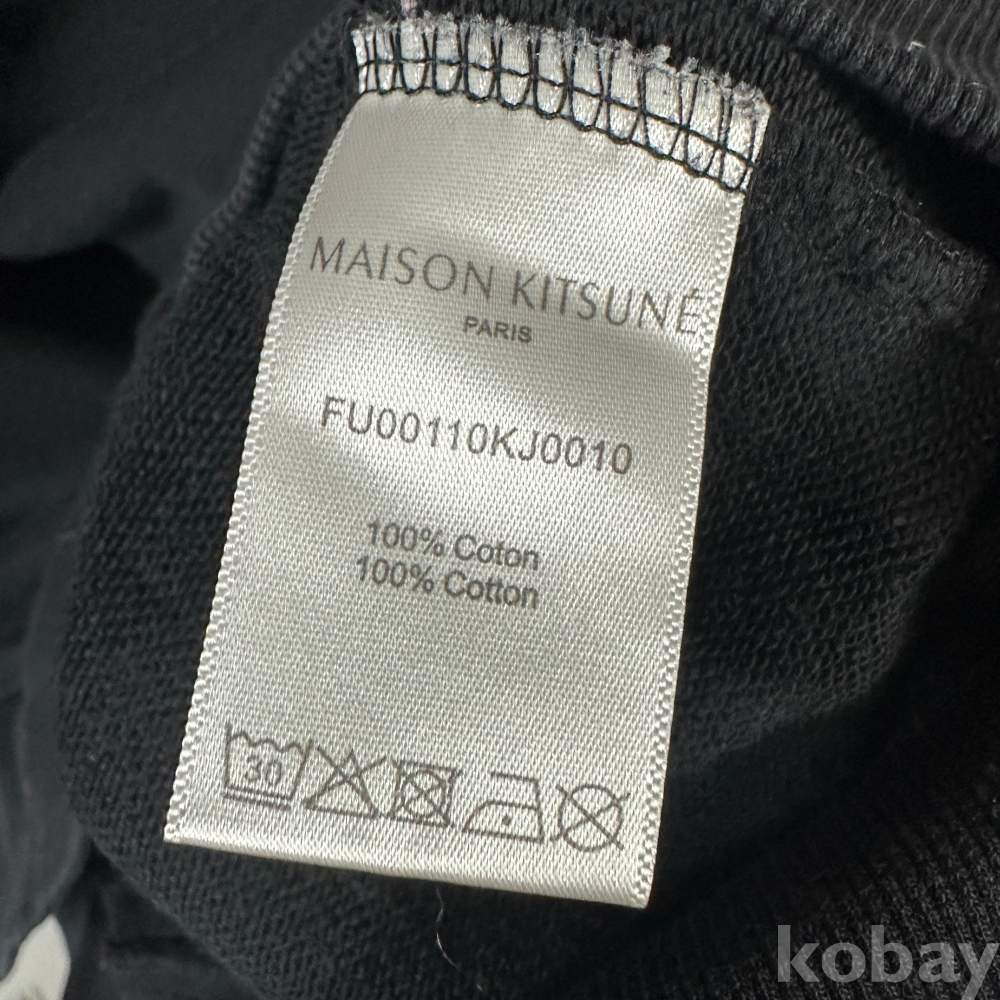 MAISON KITSUNÉ
PARIS
FU00110KJ0010
100% Coton
100% Cotton
30
kobay